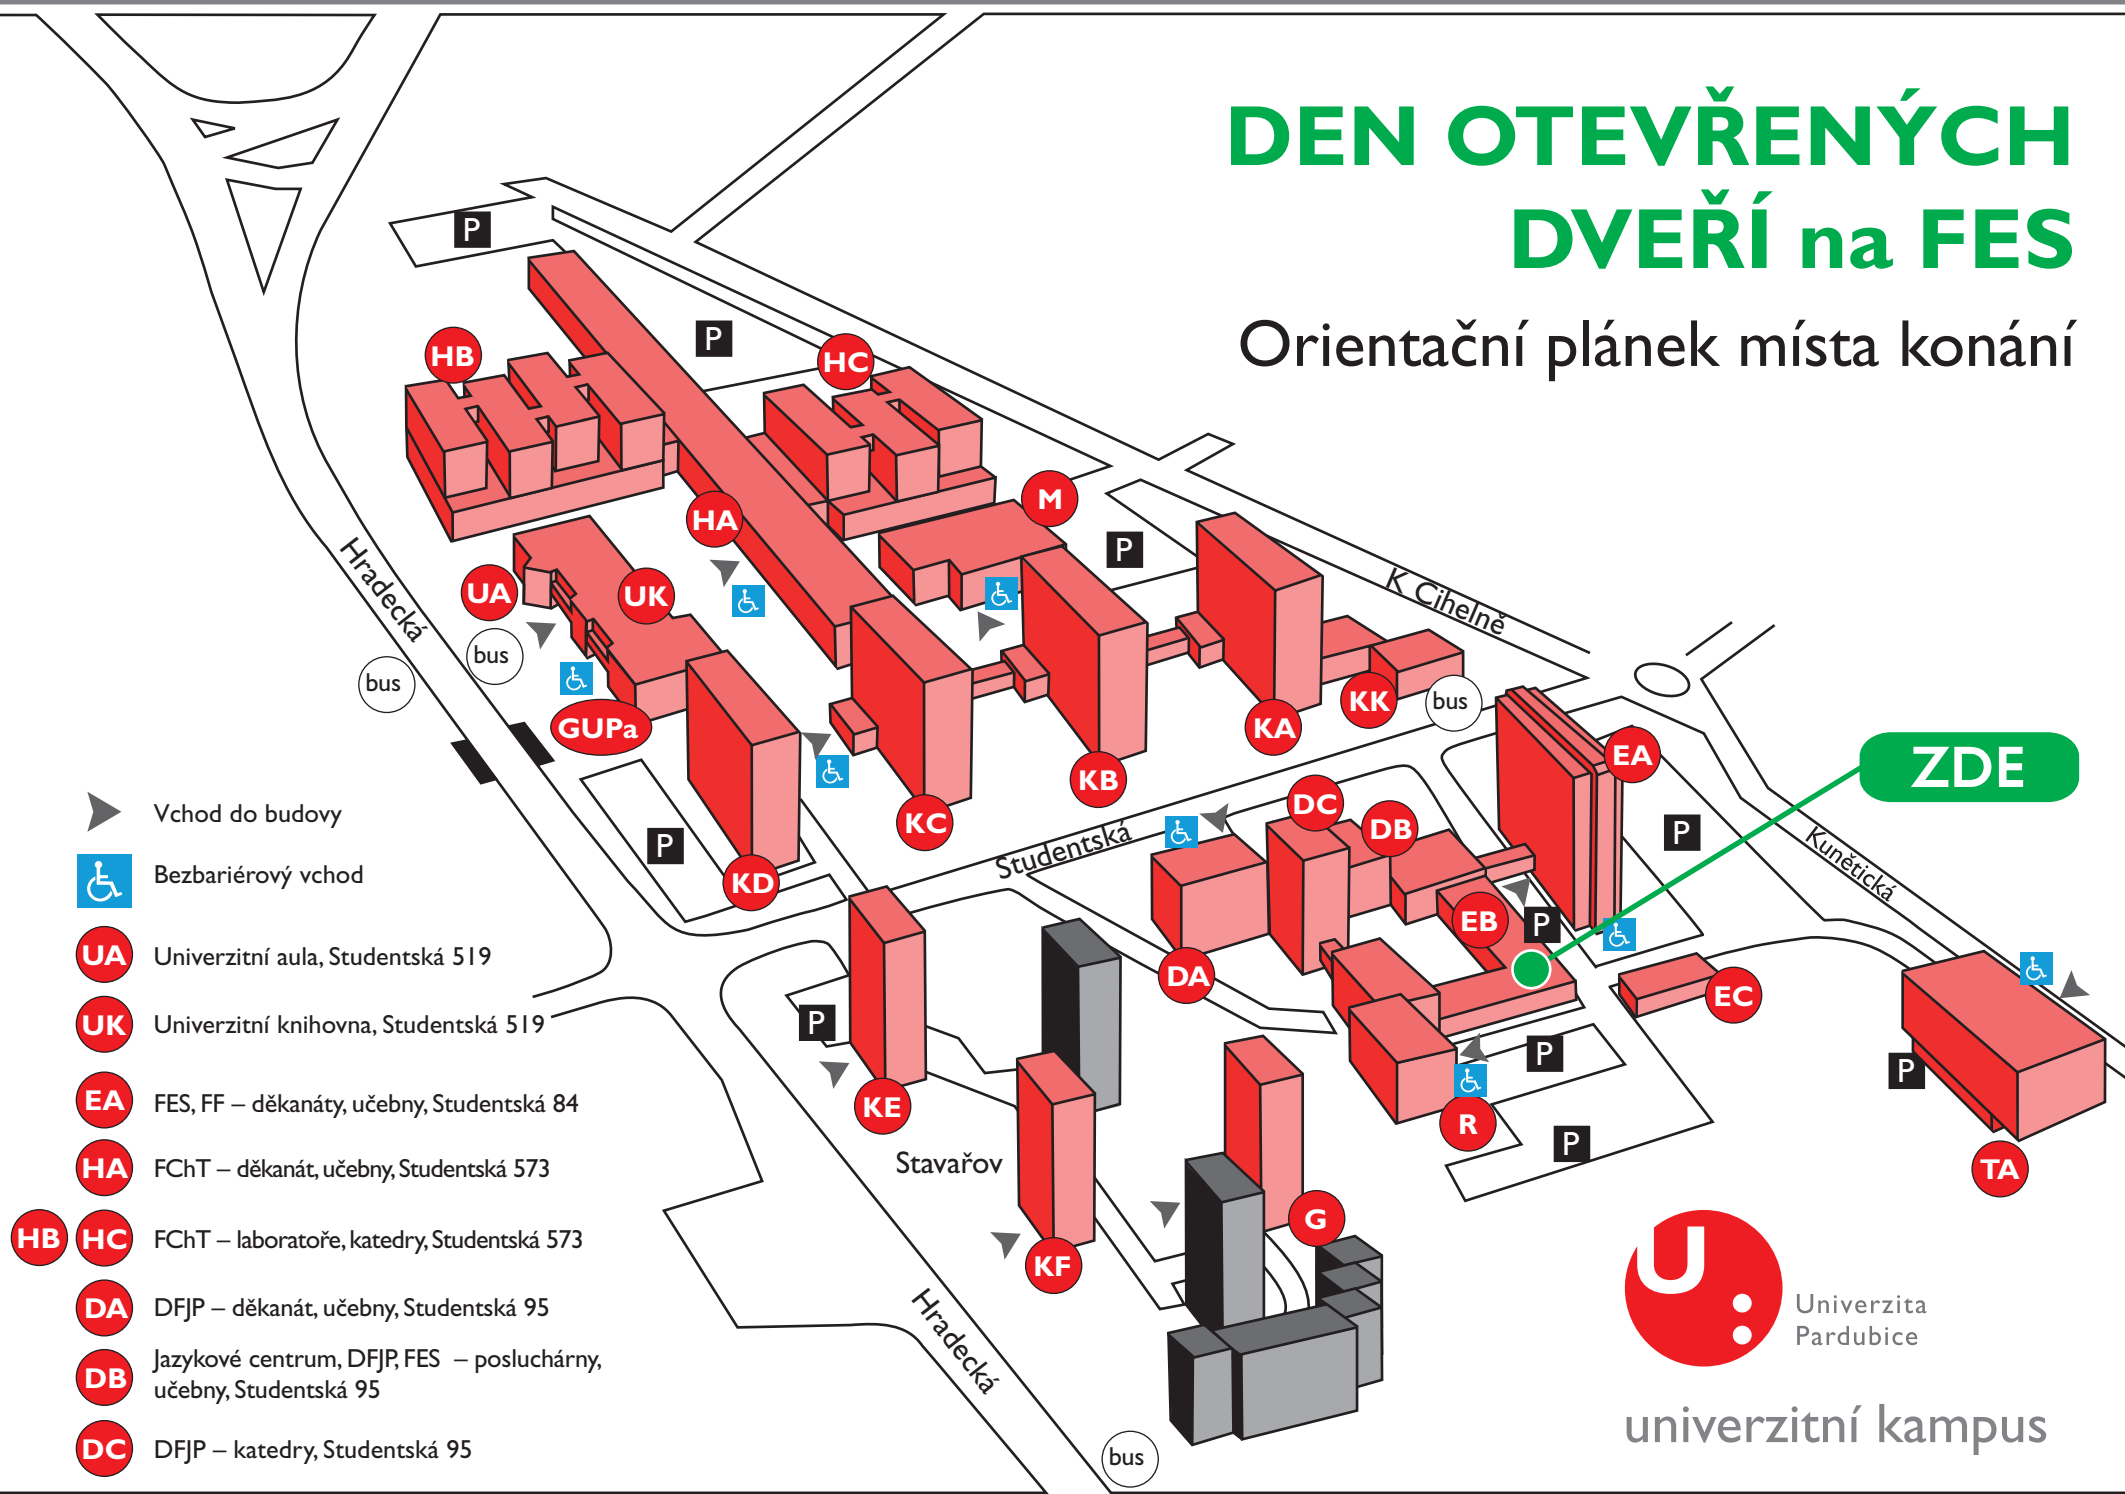 DEN OTEVŘENÝCH
DVEŘÍ na FES
Orientační plánek místa konání
P
P
HB
HC
HA
M
P
UA
UK
Hradecká
K Cihelně
bus
bus
GUPa
KK
bus
KA
EA
KB
ZDE
KC
DC
DB
P
Studentská
Kunětická
P
KD
EB
P
DA
EC
P
P
P
KE
R
P
Stavařov
TA
G
KF
Hradecká
bus
Vchod do budovy
Bezbariérový vchod
UA Univerzitní aula, Studentská 519
UK Univerzitní knihovna, Studentská 519
EA FES, FF – děkanáty, učebny, Studentská 84
HA FChT – děkanát, učebny, Studentská 573
HB HC FChT – laboratoře, katedry, Studentská 573
DA DFJP – děkanát, učebny, Studentská 95
DB Jazykové centrum, DFJP, FES – posluchárny,
učebny, Studentská 95
DC DFJP – katedry, Studentská 95
U:
Univerzita
Pardubice
univerzitní kampus